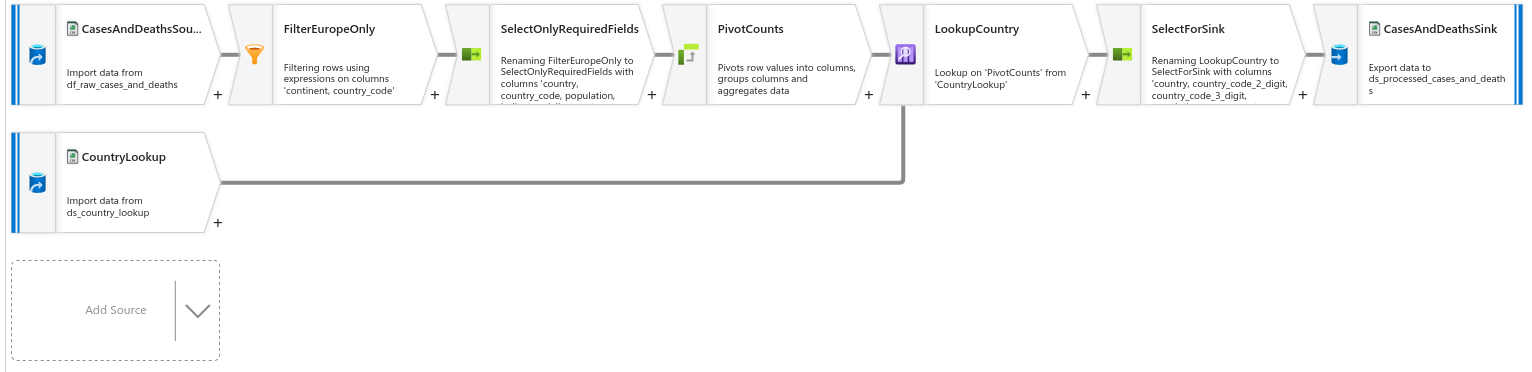 CasesAndDeathsSou...
Import data from
df_raw_cases_and_deaths
+
FilterEuropeOnly
Filtering rows using
expressions on columns
'continent, country_code'
+
SelectOnlyRequiredFields
Renaming FilterEuropeOnly to
SelectOnlyRequiredFields with
columns 'country,
country_code, population,
+
PivotCounts
Pivots row values into columns,
groups columns and
aggregates data
+
LookupCountry
Lookup on 'PivotCounts' from
'CountryLookup'
+
SelectForSink
Renaming LookupCountry to
SelectForSink with columns
'country, country_code_2_digit,
country_code_3_digit,
+
CasesAndDeathsSink
Export data to
ds_processed_cases_and_death
s
CountryLookup
Import data from
ds_country_lookup
+
Add Source